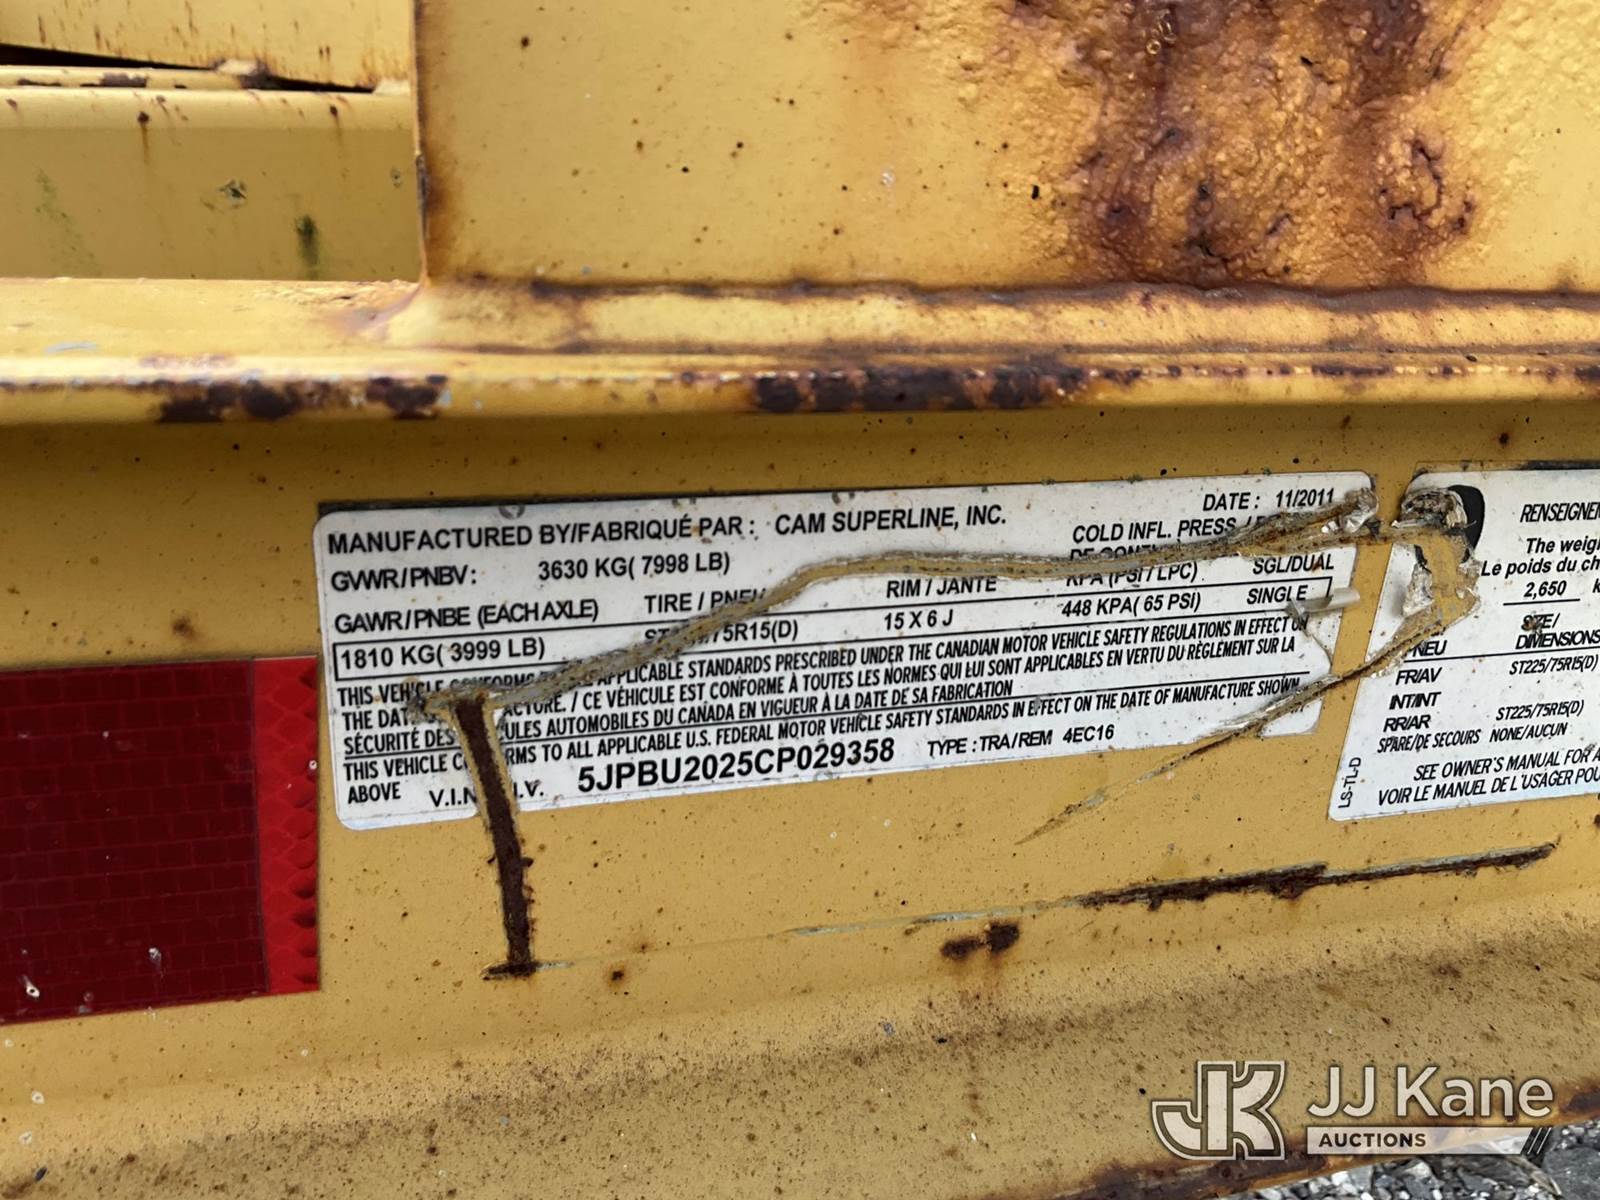 MANUFACTURED BY/FABRIQUÉ PAR : CAM SUPERLINE, INC. DATE : 11/2011
GVWR/PNBV : 3630 KG( 7998 LB) COLD INFL. PRESS
GAWR/PNBE (EACH AXLE) TIRE / RIM / JANTE KPA (PSI / LPC) SGL/DUAL
1810 KG( 3999 LB) 75R15(D) 15 X 6 J 448 KPA( 65 PSI) SINGLE
THIS VEHICLE CONFORMS APPLICABLE STANDARDS PRESCRIBED UNDER THE CANADIAN MOTOR VEHICLE SAFETY REGULATIONS IN EFFECT ON
THE DATE / CE VÉHICULE EST CONFORME À TOUTES LES NORMES QUI LUI SONT APPLICABLES EN VERTU DU RÈGLEMENT SUR LA
SÉCURITÉ DES AUTOMOBILES DU CANADA EN VIGUEUR À LA DATE DE SA FABRICATION
THIS VEHICLE TO ALL APPLICABLE U.S. FEDERAL MOTOR VEHICLE SAFETY STANDARDS IN EFFECT ON THE DATE OF MANUFACTURE SHOWN
ABOVE V.I.N I.V. 5JPBU2025CP029358 TYPE : TRA/REM 4EC16
RENSEIGNE
The weig
Le poids du ch
2,650 k
SIZE/
PNEU DIMENSIONS
FR/AV ST225/75R15(D)
INT/INT
RR/AR ST225/75R15(D)
SPARE/DE SECOURS NONE/AUCUN
SEE OWNER'S MANUAL FOR A
VOIR LE MANUEL DE L'USAGER POU
LS-TL-D
JK JJ Kane
AUCTIONS